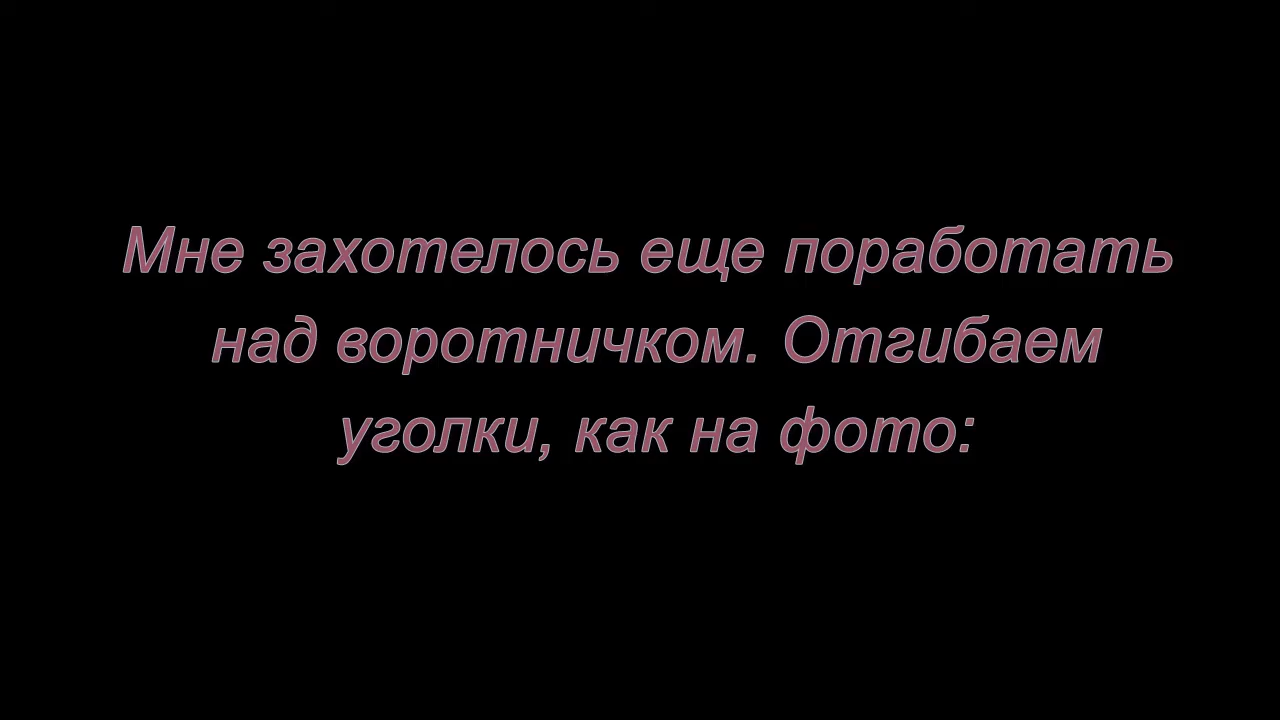 Мне захотелось еще поработать
над воротничком. Отгибаем
уголки, как на фото: